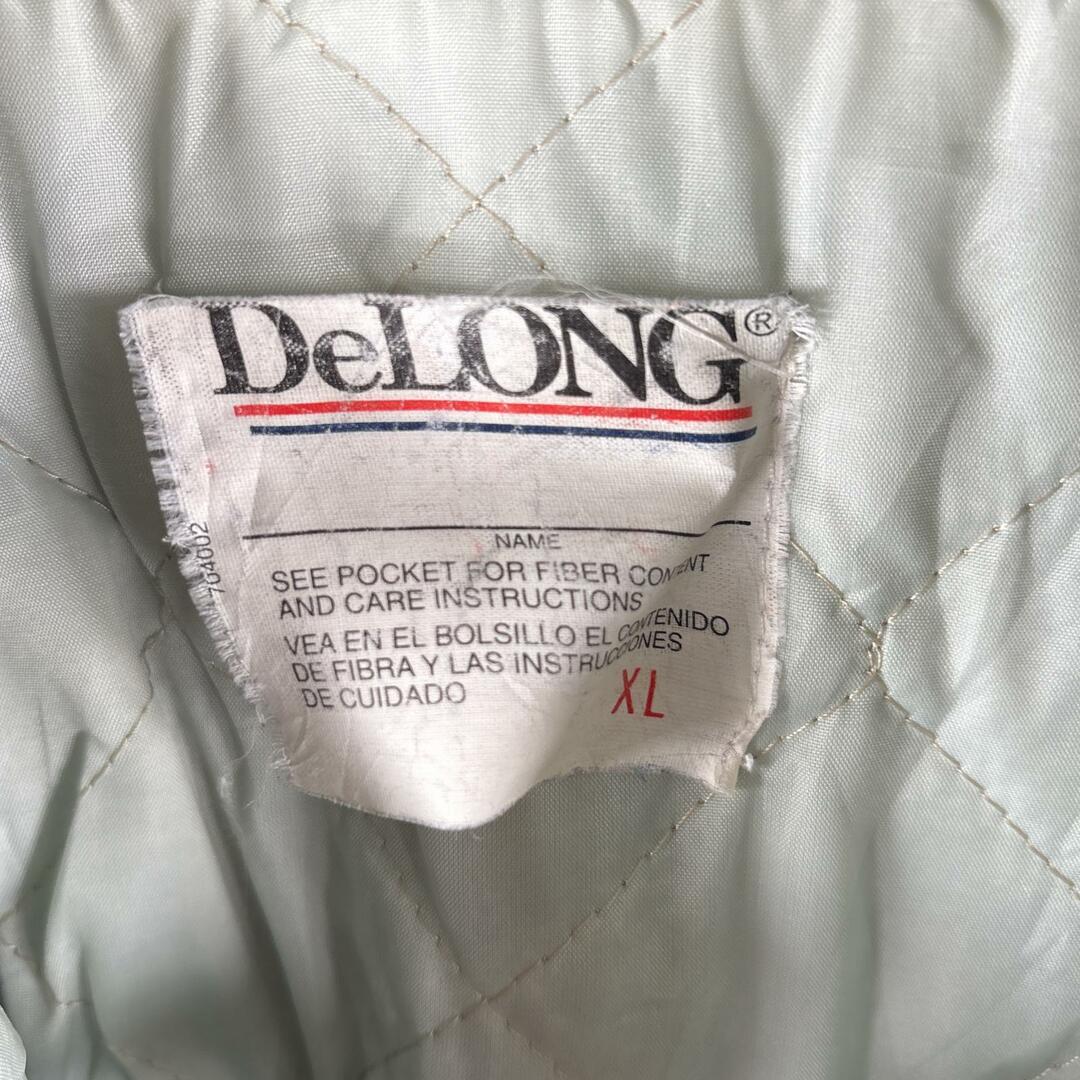 DeLONG®
NAME
SEE POCKET FOR FIBER CONTENT
AND CARE INSTRUCTIONS
VEA EN EL BOLSILLO EL CONTENIDO
DE FIBRA Y LAS INSTRUCCIONES
DE CUIDADO
XL
704002